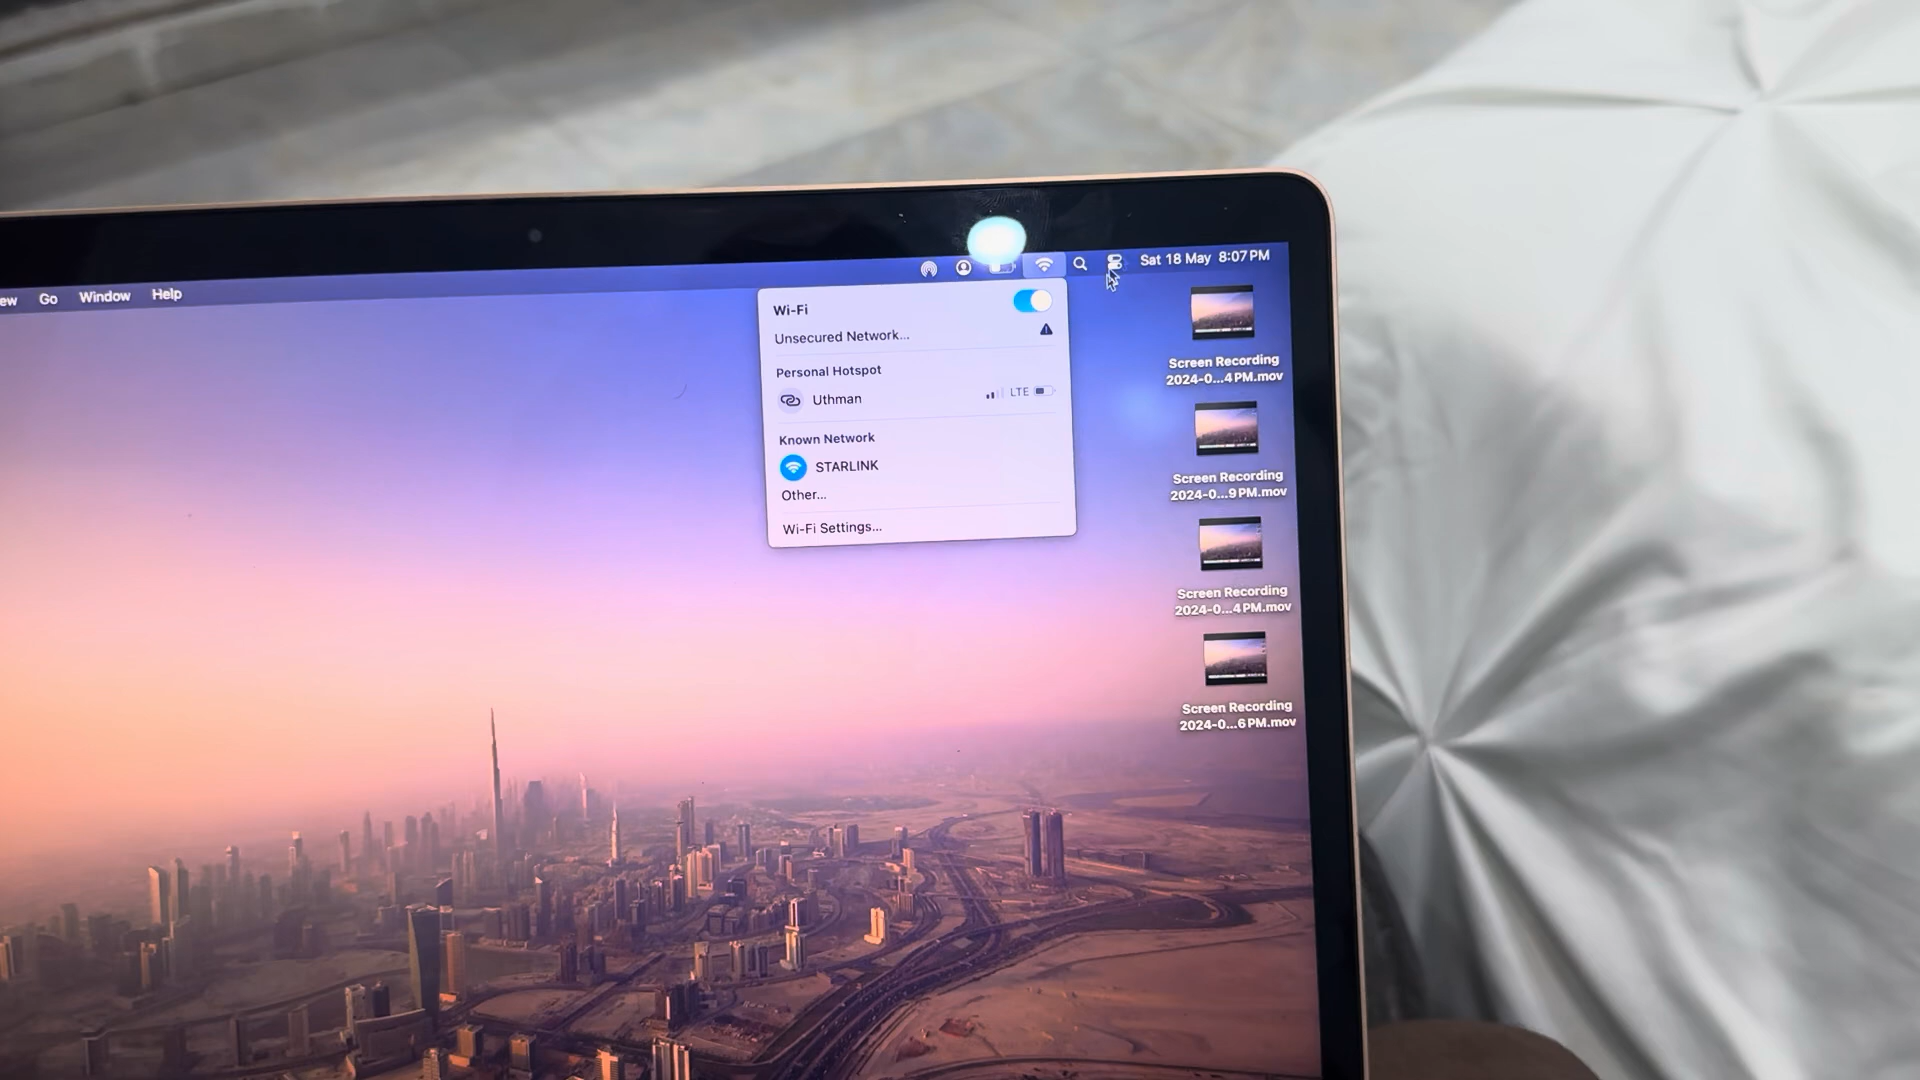 ew Go Window Help
Sat 18 May 8:07 PM
Wi-Fi
Unsecured Network...
Personal Hotspot
Uthman
LTE
Known Network
STARLINK
Other...
Wi-Fi Settings...
Screen Recording
2024-0...4 PM.mov
Screen Recording
2024-0...9 PM.mov
Screen Recording
2024-0...4 PM.mov
Screen Recording
2024-0...6 PM.mov